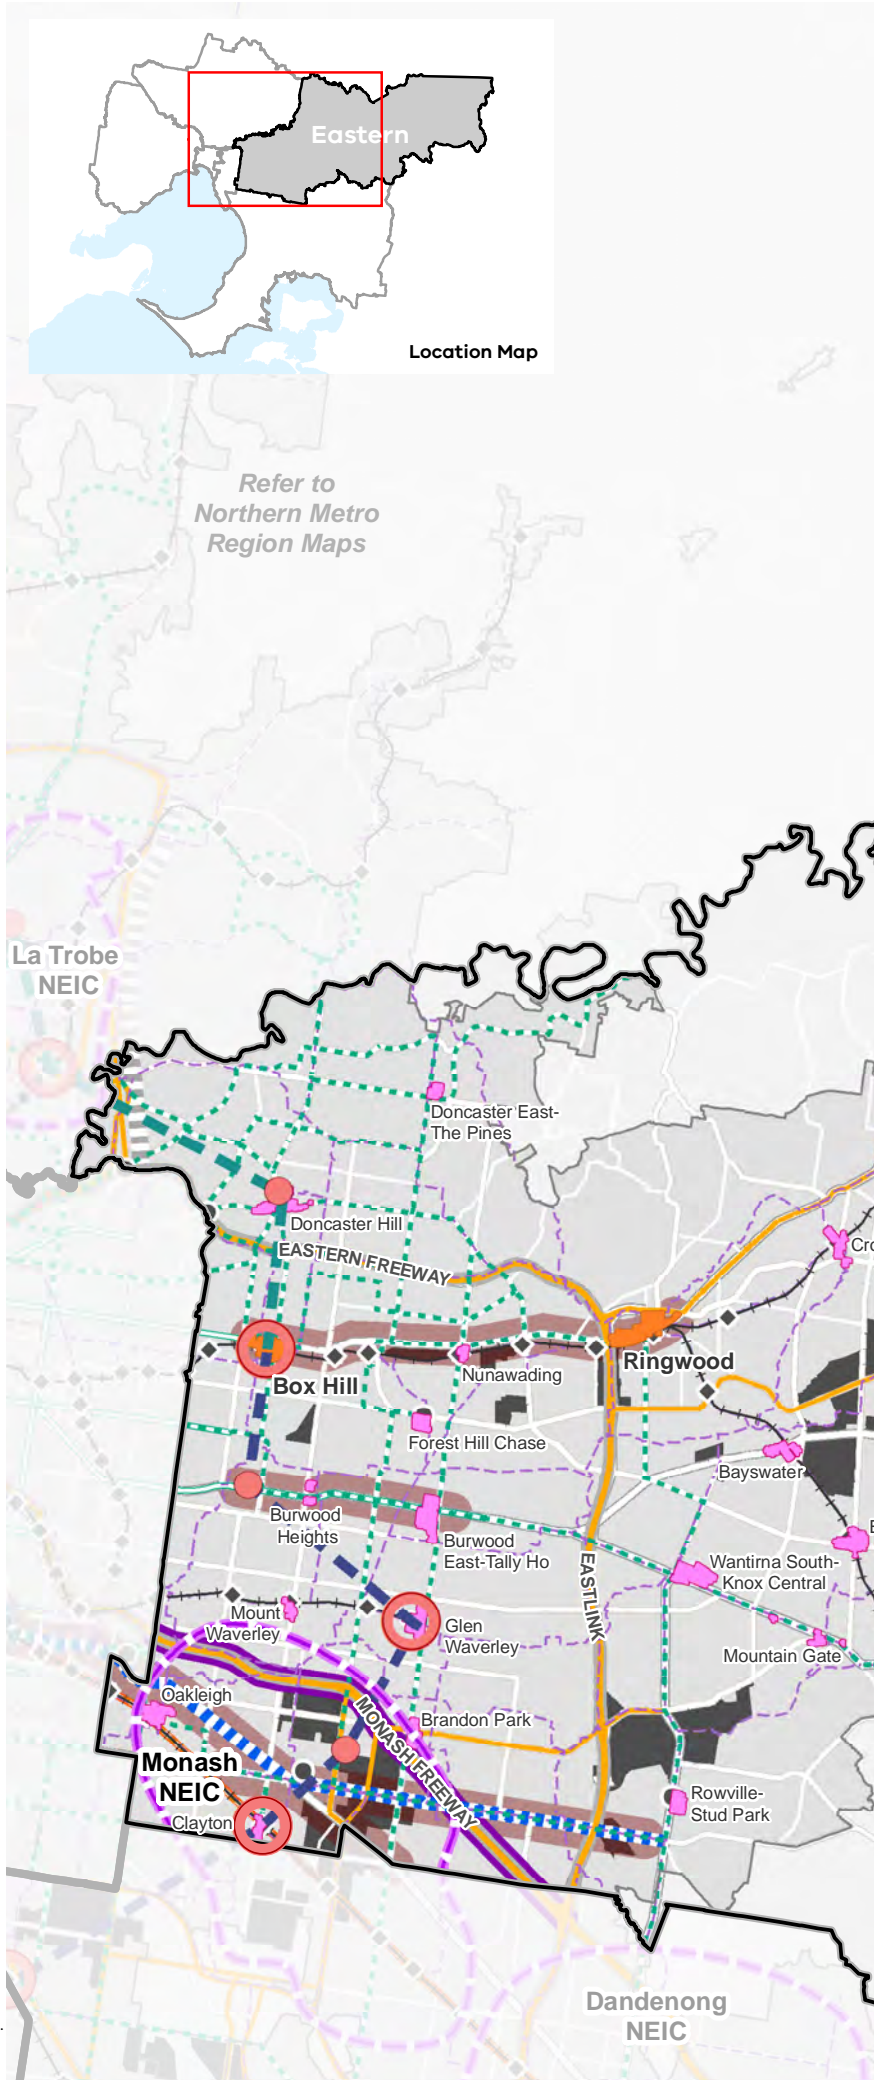 Eastern
Location Map
Refer to
Northern Metro
Region Maps
La Trobe
NEIC
Doncaster East-
The Pines
Doncaster Hill
EASTERN FREEWAY
Cro
Ringwood
Nunawading
Box Hill
Forest Hill Chase
Bayswater
Burwood
Heights
Burwood
East-Tally Ho
B
EASTLINK
Wantirna South-
Knox Central
Mount
Waverley
Glen
Waverley
Mountain Gate
Oakleigh
MONASH FREEWAY
Brandon Park
Monash
NEIC
Clayton
Rowville-
Stud Park
Dandenong
NEIC